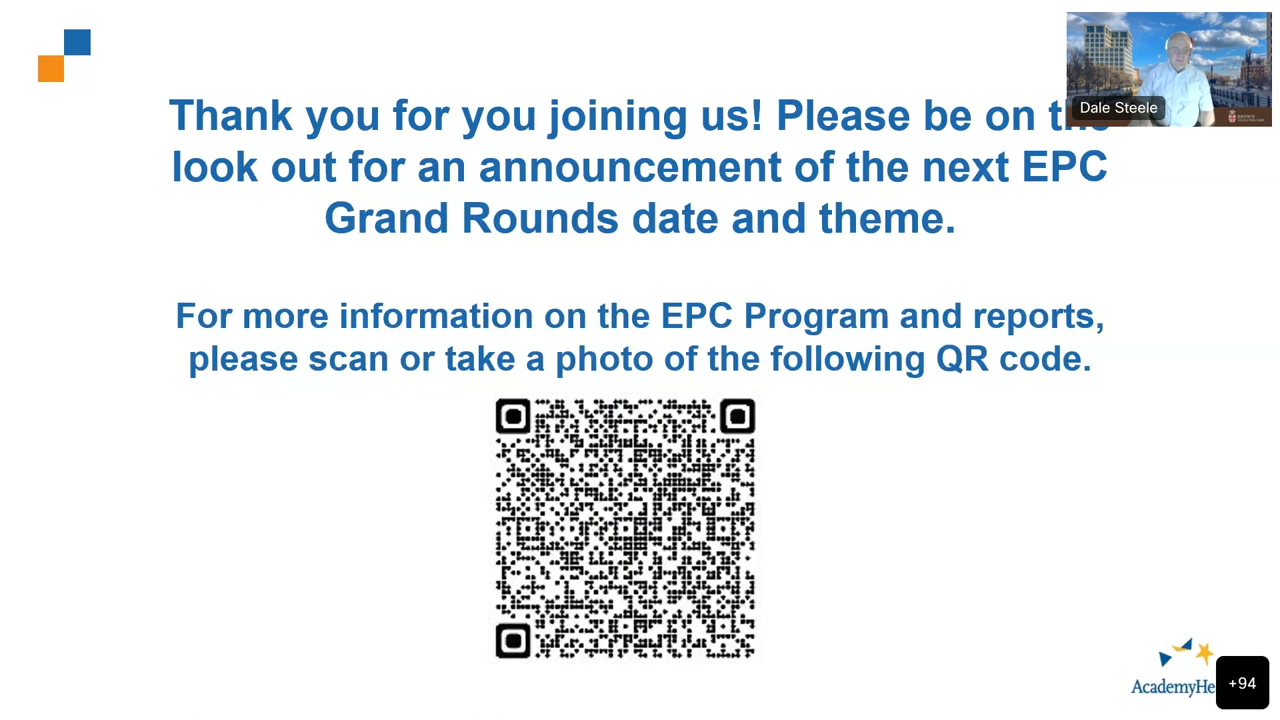 Thank you for you joining us! Please be on the
look out for an announcement of the next EPC
Grand Rounds date and theme.
For more information on the EPC Program and reports,
please scan or take a photo of the following QR code.
Dale Steele
BROWN
AcademyHe
+94